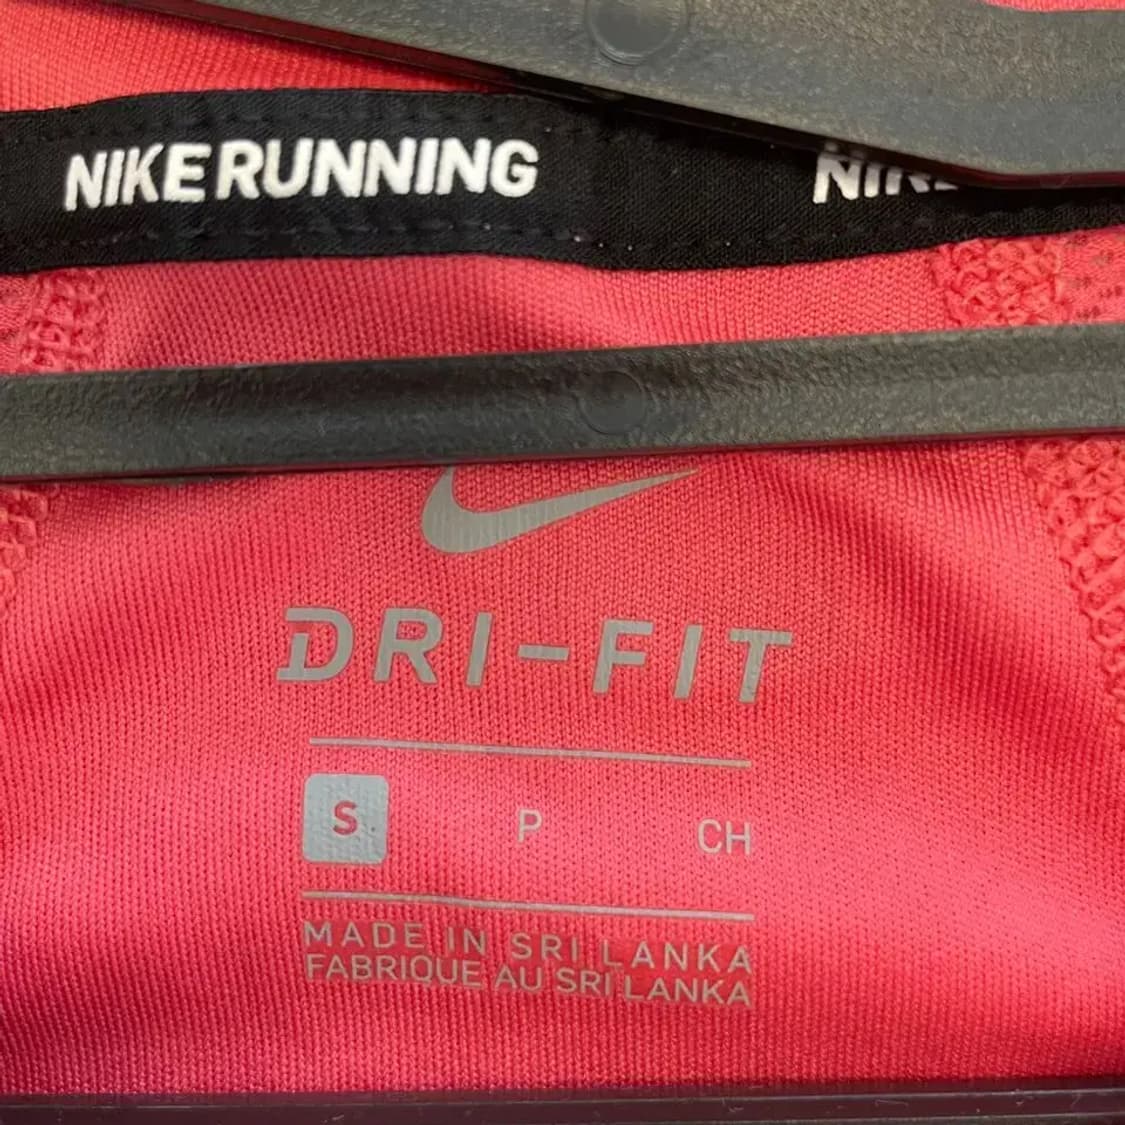 NIKE RUNNING
DRI-FIT
S P CH
MADE IN SRI LANKA
FABRIQUE AU SRI LANKA